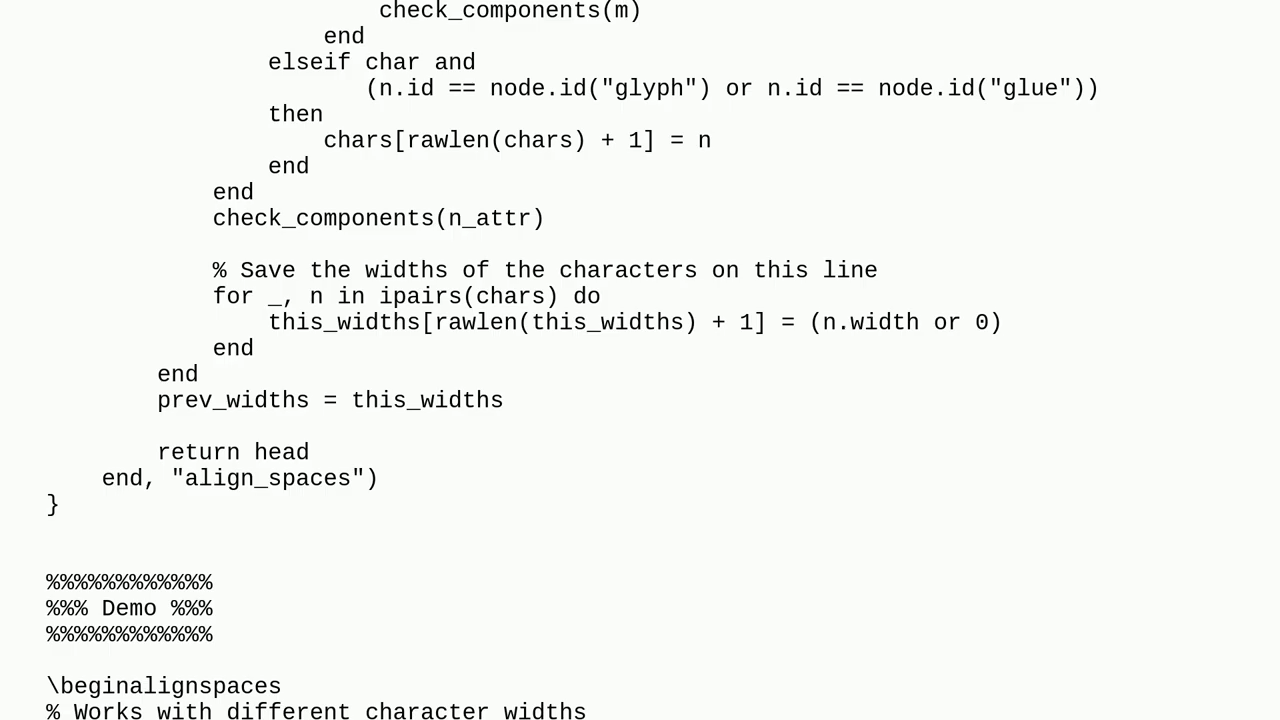 check_components(m)
end
elseif char and
(n.id == node.id("glyph") or n.id == node.id("glue"))
then
chars[rawlen(chars) + 1] = n
end
end
check_components(n_attr)
% Save the widths of the characters on this line
for _, n in ipairs(chars) do
this_widths[rawlen(this_widths) + 1] = (n.width or 0)
end
end
prev_widths = this_widths
return head
end, "align_spaces")
}
%%%%%%%%%%%%
%%% Demo %%%
%%%%%%%%%%%%
\beginalignspaces
% Works with different character widths